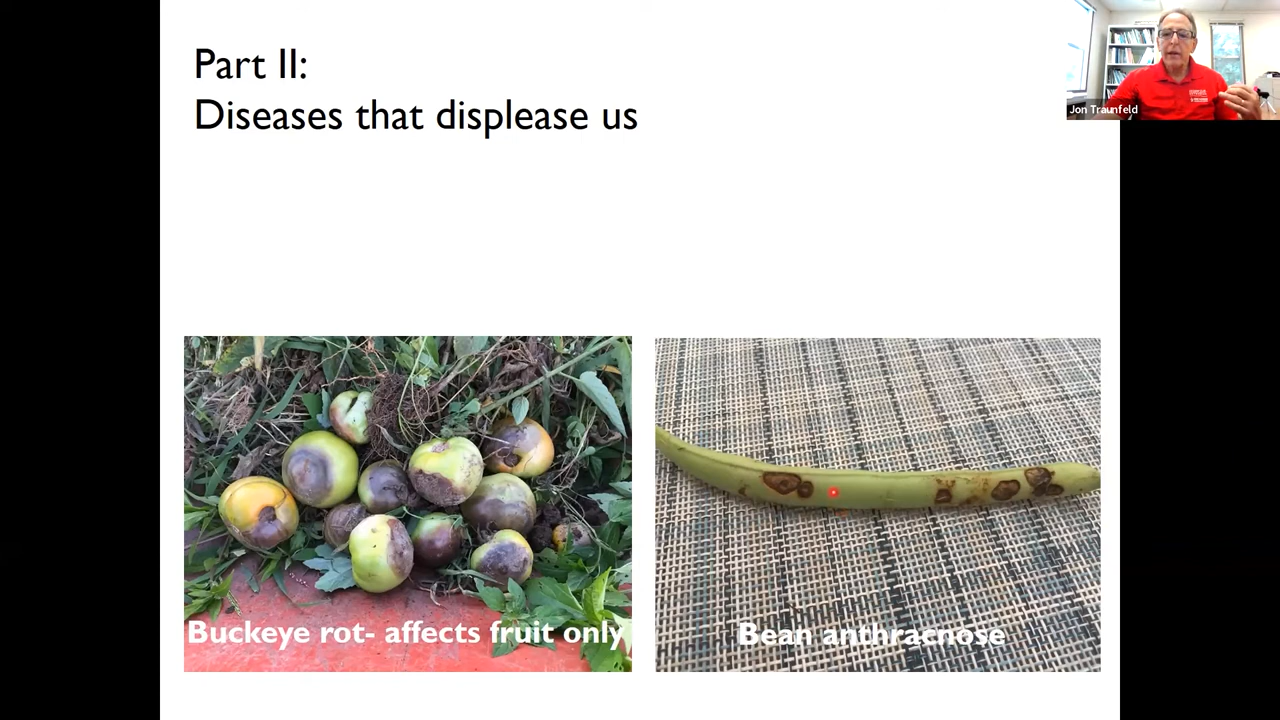 Part II:
Diseases that displease us
Jon Traunfeld
Buckeye rot- affects fruit only
Bean anthracnose